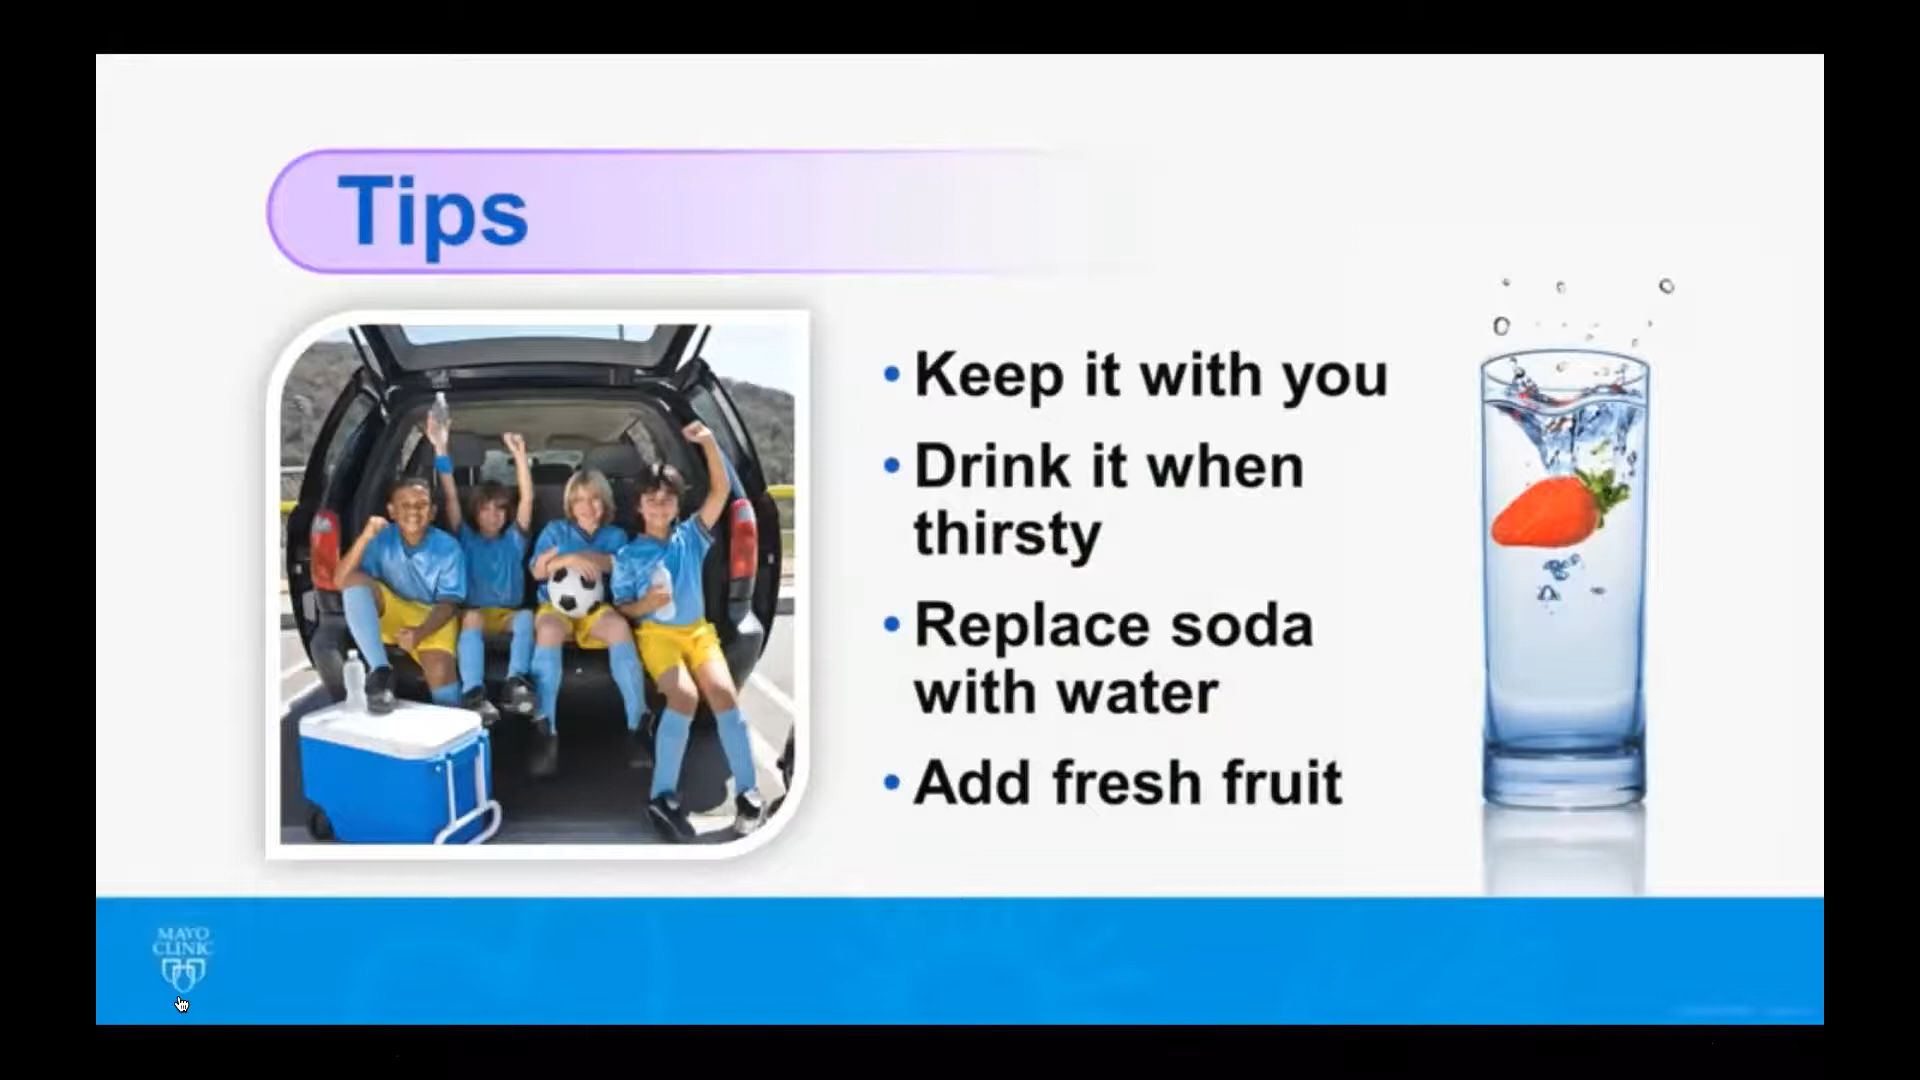 Tips
• Keep it with you
• Drink it when
thirsty
• Replace soda
with water
• Add fresh fruit
MAYO
CLINIC